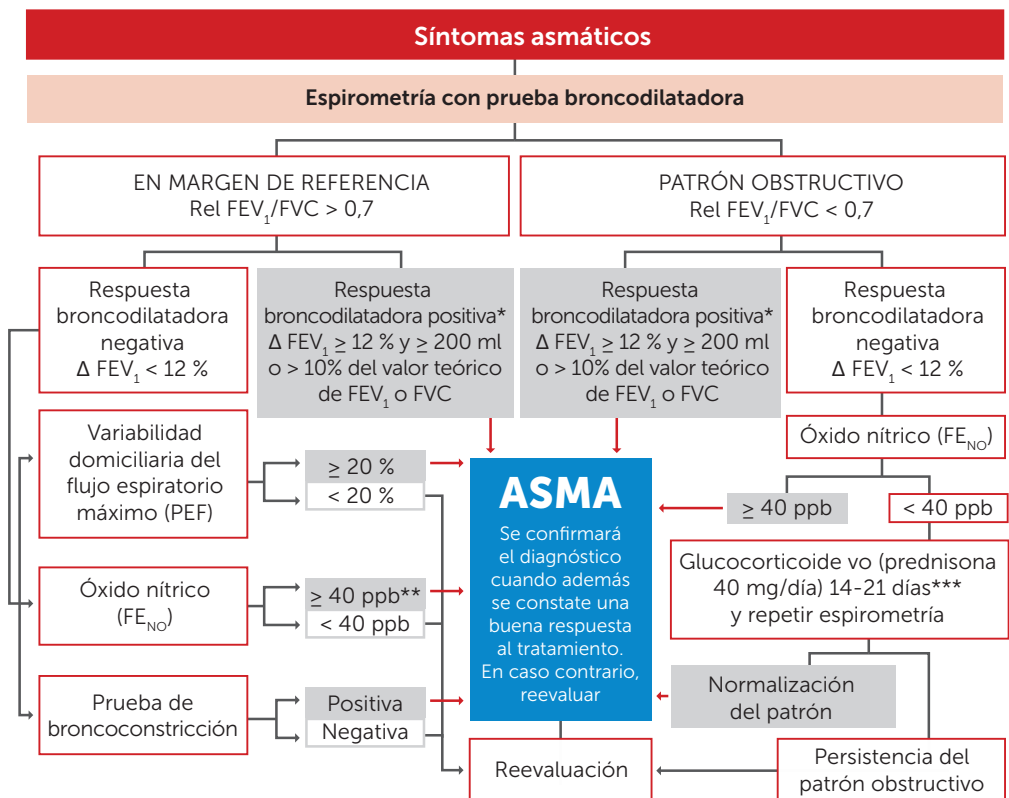 Síntomas asmáticos
Espirometría con prueba broncodilatadora
EN MARGEN DE REFERENCIA
Rel FEV₁/FVC > 0,7
PATRÓN OBSTRUCTIVO
Rel FEV₁/FVC < 0,7
Respuesta
broncodilatadora
negativa
Δ FEV₁ < 12 %
Respuesta
broncodilatadora positiva*
Δ FEV₁ ≥ 12 % y ≥ 200 ml
o > 10% del valor teórico
de FEV₁ o FVC
Respuesta
broncodilatadora positiva*
Δ FEV₁ ≥ 12 % y ≥ 200 ml
o > 10% del valor teórico
de FEV₁ o FVC
Respuesta
broncodilatadora
negativa
Δ FEV₁ < 12 %
Variabilidad
domiciliaria del
flujo espiratorio
máximo (PEF)
≥ 20 %
< 20 %
Óxido nítrico
(FE_NO)
≥ 40 ppb**
< 40 ppb
Prueba de
broncoconstricción
Positiva
Negativa
ASMA
Se confirmará
el diagnóstico
cuando además
se constate una
buena respuesta
al tratamiento.
En caso contrario,
reevaluar
Óxido nítrico (FE_NO)
≥ 40 ppb
< 40 ppb
Glucocorticoide vo (prednisona
40 mg/día) 14-21 días***
y repetir espirometría
Normalización
del patrón
Persistencia del
patrón obstructivo
Reevaluación